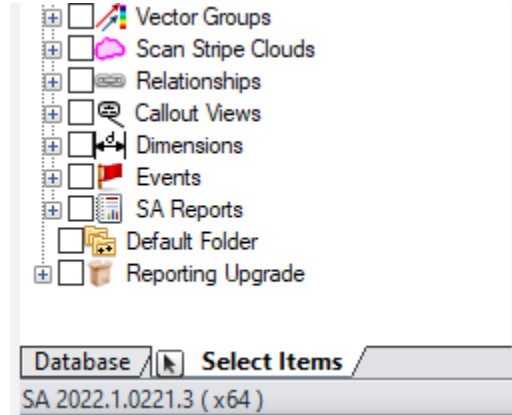 Vector Groups
Scan Stripe Clouds
Relationships
Callout Views
Dimensions
Events
SA Reports
Default Folder
Reporting Upgrade
Database Select Items
SA 2022.1.0221.3 ( x64 )